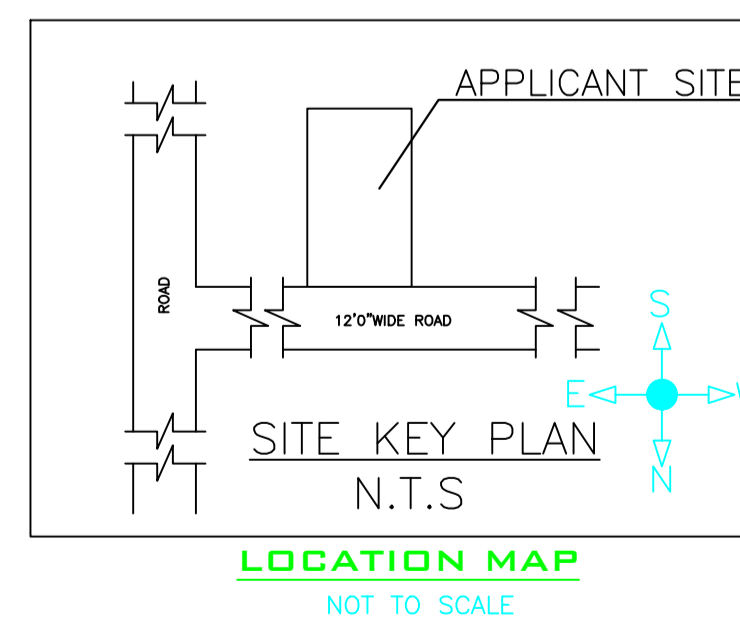 APPLICANT SITE
ROAD
12'0"WIDE ROAD
S
E
N
SITE KEY PLAN
N.T.S
LOCATION MAP
NOT TO SCALE